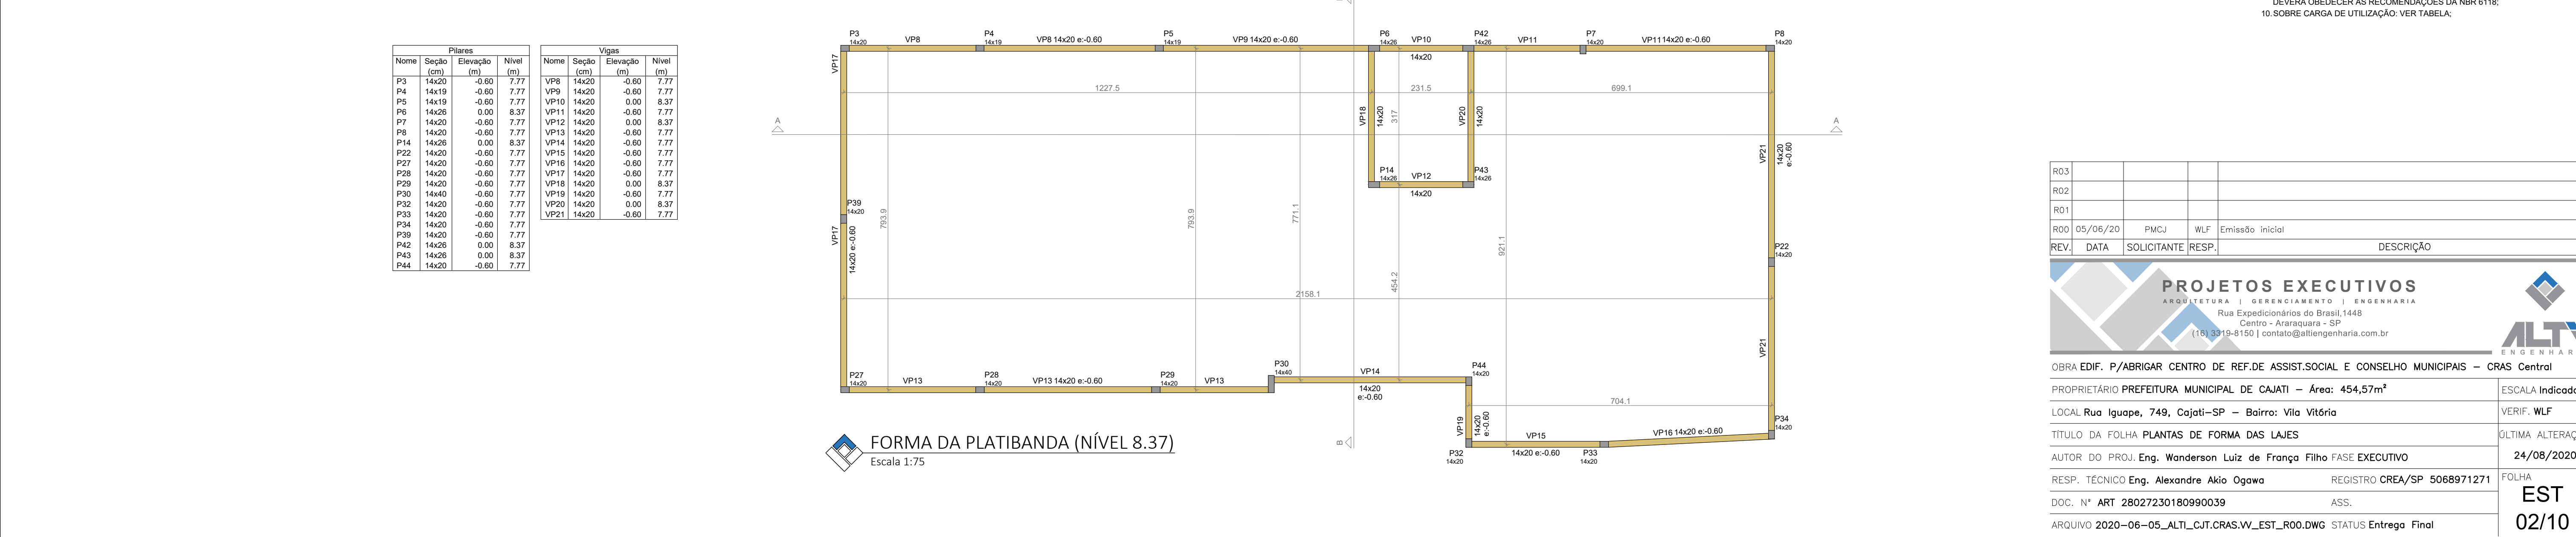 DEVERÁ OBEDECER AS RECOMENDAÇÕES DA NBR 6118;
10. SOBRE CARGA DE UTILIZAÇÃO: VER TABELA;
Pilares
Nome Seção (cm) Elevação (m) Nível (m)
P3 14x20 -0.60 7.77
P4 14x19 -0.60 7.77
P5 14x19 -0.60 7.77
P6 14x26 0.00 8.37
P7 14x20 -0.60 7.77
P8 14x20 -0.60 7.77
P14 14x26 0.00 8.37
P22 14x20 -0.60 7.77
P27 14x20 -0.60 7.77
P28 14x20 -0.60 7.77
P29 14x20 -0.60 7.77
P30 14x40 -0.60 7.77
P32 14x20 -0.60 7.77
P33 14x20 -0.60 7.77
P34 14x20 -0.60 7.77
P39 14x20 -0.60 7.77
P42 14x26 0.00 8.37
P43 14x26 0.00 8.37
P44 14x20 -0.60 7.77
Vigas
Nome Seção (cm) Elevação (m) Nível (m)
VP8 14x20 -0.60 7.77
VP9 14x20 -0.60 7.77
VP10 14x20 0.00 8.37
VP11 14x20 -0.60 7.77
VP12 14x20 0.00 8.37
VP13 14x20 -0.60 7.77
VP14 14x20 -0.60 7.77
VP15 14x20 -0.60 7.77
VP16 14x20 -0.60 7.77
VP17 14x20 -0.60 7.77
VP18 14x20 0.00 8.37
VP19 14x20 -0.60 7.77
VP20 14x20 0.00 8.37
VP21 14x20 -0.60 7.77
P3 14x20
VP8
P4 14x19
VP8 14x20 e:-0.60
P5 14x19
VP9 14x20 e:-0.60
P6 14x26
VP10
14x20
P42 14x26
VP11
P7 14x20
VP11 14x20 e:-0.60
P8 14x20
VP17
1227.5
231.5
699.1
VP18
14x20
317
VP20
14x20
A
A
VP21
14x20
e:-0.60
P14 14x26
VP12
14x20
P43 14x26
P39 14x20
793.9
793.9
771.1
921.1
VP17
14x20 e:-0.60
P22 14x20
454.2
2158.1
VP21
P27 14x20
VP13
P28 14x20
VP13 14x20 e:-0.60
P29 14x20
VP13
P30 14x40
VP14
14x20
e:-0.60
P44 14x20
704.1
VP19
14x20
e:-0.60
P34 14x20
B
VP15
14x20 e:-0.60
VP16 14x20 e:-0.60
P32 14x20
P33 14x20
FORMA DA PLATIBANDA (NÍVEL 8.37)
Escala 1:75
R03
R02
R01
R00 05/06/20 PMCJ WLF Emissão inicial
REV. DATA SOLICITANTE RESP. DESCRIÇÃO
PROJETOS EXECUTIVOS
ARQUITETURA | GERENCIAMENTO | ENGENHARIA
Rua Expedicionários do Brasil,1448
Centro - Araraquara - SP
(16) 3319-8150 | contato@altiengenharia.com.br
OBRA EDIF. P/ABRIGAR CENTRO DE REF.DE ASSIST.SOCIAL E CONSELHO MUNICIPAIS - CRAS Central
PROPRIETÁRIO PREFEITURA MUNICIPAL DE CAJATI - Área: 454,57m²
ESCALA Indicada
LOCAL Rua Iguape, 749, Cajati-SP - Bairro: Vila Vitória
VERIF. WLF
TÍTULO DA FOLHA PLANTAS DE FORMA DAS LAJES
AUTOR DO PROJ. Eng. Wanderson Luiz de França Filho FASE EXECUTIVO
24/08/2020
RESP. TÉCNICO Eng. Alexandre Akio Ogawa REGISTRO CREA/SP 5068971271
FOLHA
EST
02/10
DOC. N° ART 28027230180990039 ASS.
ARQUIVO 2020-06-05_ALTI_CJT.CRAS.VV_EST_R00.DWG STATUS Entrega Final